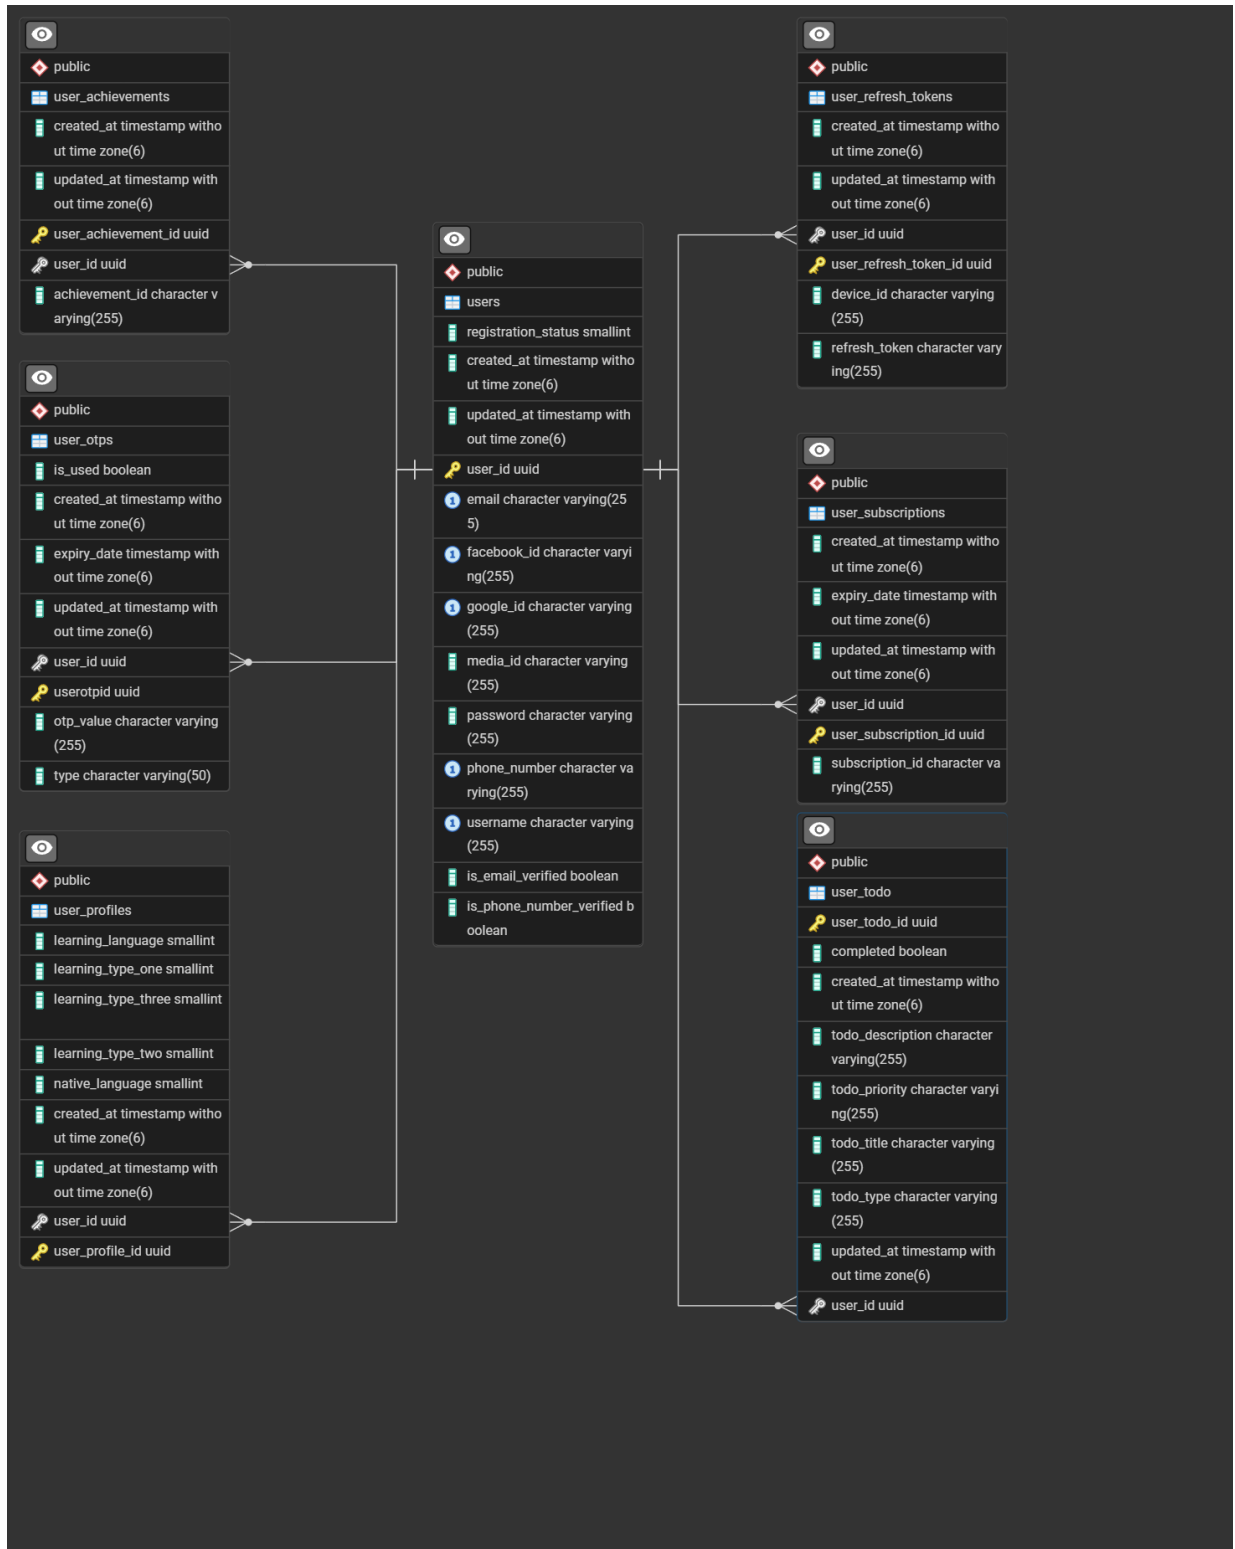 public
user_achievements
created_at timestamp witho
ut time zone(6)
updated_at timestamp with
out time zone(6)
user_achievement_id uuid
user_id uuid
achievement_id character v
arying(255)
public
user_otps
is_used boolean
created_at timestamp witho
ut time zone(6)
expiry_date timestamp with
out time zone(6)
updated_at timestamp with
out time zone(6)
user_id uuid
userotpid uuid
otp_value character varying
(255)
type character varying(50)
public
user_profiles
learning_language smallint
learning_type_one smallint
learning_type_three smallint
learning_type_two smallint
native_language smallint
created_at timestamp witho
ut time zone(6)
updated_at timestamp with
out time zone(6)
user_id uuid
user_profile_id uuid
public
users
registration_status smallint
created_at timestamp witho
ut time zone(6)
updated_at timestamp with
out time zone(6)
user_id uuid
1 email character varying(25
5)
1 facebook_id character varyi
ng(255)
1 google_id character varying
(255)
media_id character varying
(255)
password character varying
(255)
1 phone_number character va
rying(255)
1 username character varying
(255)
is_email_verified boolean
is_phone_number_verified b
oolean
public
user_refresh_tokens
created_at timestamp witho
ut time zone(6)
updated_at timestamp with
out time zone(6)
user_id uuid
user_refresh_token_id uuid
device_id character varying
(255)
refresh_token character vary
ing(255)
public
user_subscriptions
created_at timestamp witho
ut time zone(6)
expiry_date timestamp with
out time zone(6)
updated_at timestamp with
out time zone(6)
user_id uuid
user_subscription_id uuid
subscription_id character va
rying(255)
public
user_todo
user_todo_id uuid
completed boolean
created_at timestamp witho
ut time zone(6)
todo_description character
varying(255)
todo_priority character varyi
ng(255)
todo_title character varying
(255)
todo_type character varying
(255)
updated_at timestamp with
out time zone(6)
user_id uuid